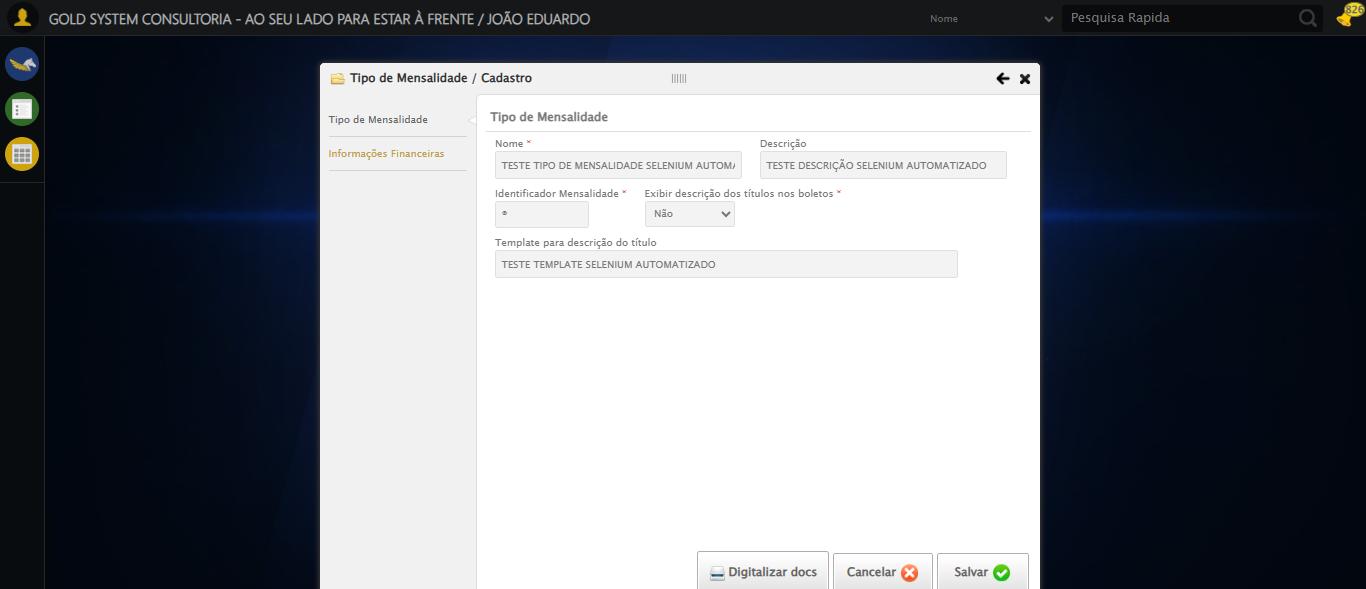 GOLD SYSTEM CONSULTORIA - AO SEU LADO PARA ESTAR À FRENTE / JOÃO EDUARDO
Nome
Pesquisa Rapida
826
Tipo de Mensalidade / Cadastro
Tipo de Mensalidade
Informações Financeiras
Tipo de Mensalidade
Nome * Descrição
TESTE TIPO DE MENSALIDADE SELENIUM AUTOMA TESTE DESCRIÇÃO SELENIUM AUTOMATIZADO
Identificador Mensalidade * Exibir descrição dos títulos nos boletos *
Não
Template para descrição do título
TESTE TEMPLATE SELENIUM AUTOMATIZADO
Digitalizar docs Cancelar Salvar